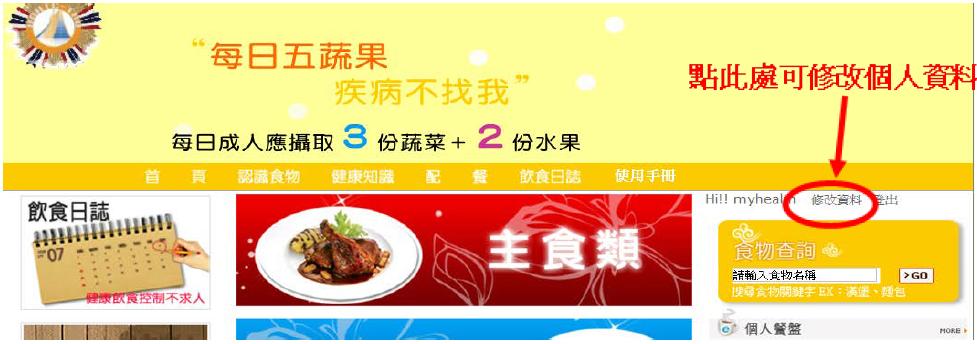 “每日五蔬果
疾病不找我”
點此處可修改個人資料
每日成人應攝取 3 份蔬菜+ 2 份水果
首 頁 認識食物 健康知識 配 餐 飲食日誌 使用手冊
Hi!! myhealth 修改資料 登出
飲食日誌
07
健康飲食控制不求人
主食類
食物查詢
請輸入食物名稱 >GO
搜尋食物關鍵字 EX：漢堡、麵包
個人餐盤 MORE